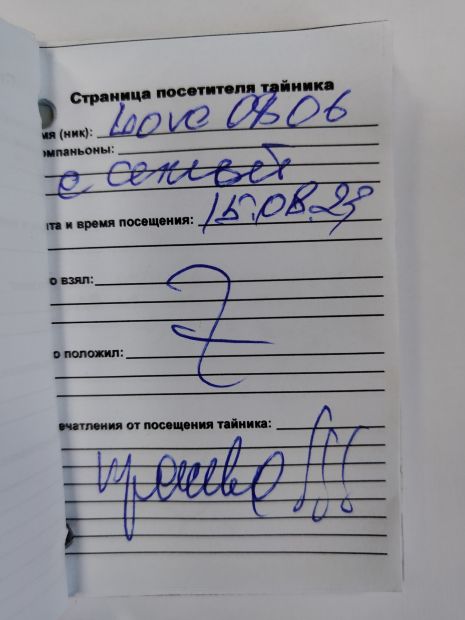 Страница посетителя тайника
мя (ник): Love 0806
омпаньоны:
с семьей
та и время посещения: 15.08.23
о взял:
о положил:
ечатления от посещения тайника:
красиво!!!